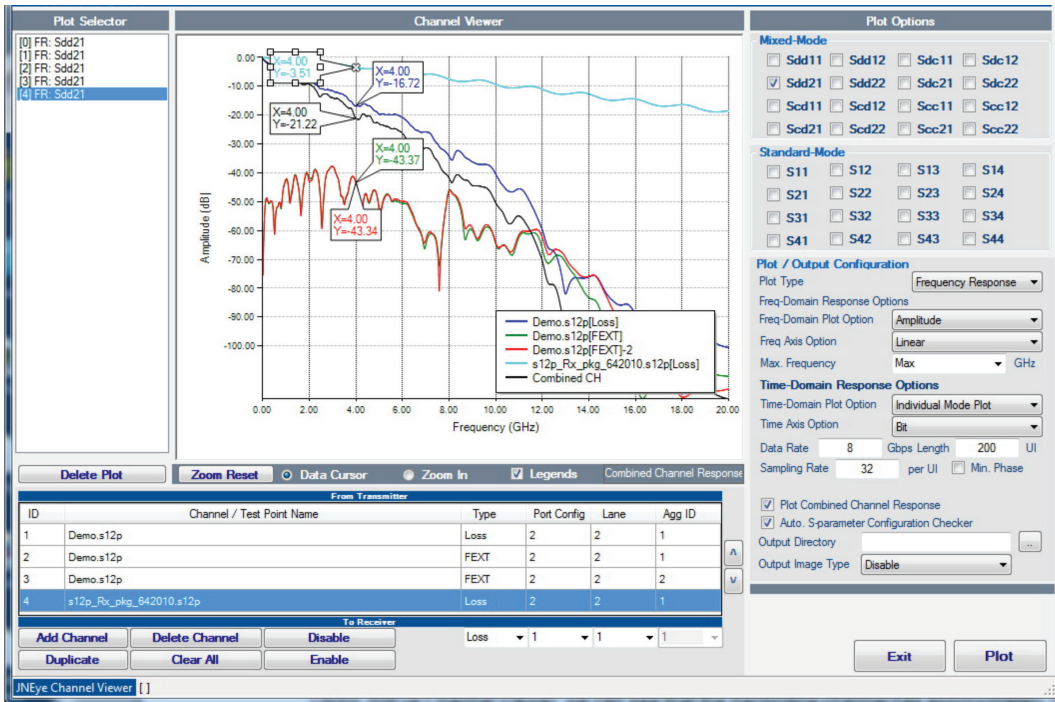 Plot Selector
[0] FR: Sdd21
[1] FR: Sdd21
[2] FR: Sdd21
[3] FR: Sdd21
[4] FR: Sdd21
Delete Plot
Channel Viewer
0.00
-10.00
-20.00
-30.00
-40.00
-50.00
-60.00
-70.00
-80.00
-90.00
-100.00
Amplitude (dB)
X=4.00
Y=-3.51
X=4.00
Y=-16.72
X=4.00
Y=-21.22
X=4.00
Y=-43.37
X=4.00
Y=-43.34
Demo.s12p[Loss]
Demo.s12p[FEXT]
Demo.s12p[FEXT]-2
s12p_Rx_pkg_642010.s12p[Loss]
Combined CH
0.00 2.00 4.00 6.00 8.00 10.00 12.00 14.00 16.00 18.00 20.00
Frequency (GHz)
Zoom Reset Data Cursor Zoom In Legends Combined Channel Response
From Transmitter
ID Channel / Test Point Name Type Port Config Lane Agg ID
1 Demo.s12p Loss 2 2 1
2 Demo.s12p FEXT 2 2 1
3 Demo.s12p FEXT 2 2 2
4 s12p_Rx_pkg_642010.s12p Loss 2 2 1
To Receiver
Add Channel Delete Channel Disable Loss 1 1 1
Duplicate Clear All Enable
Plot Options
Mixed-Mode
Sdd11 Sdd12 Sdc11 Sdc12
Sdd21 Sdd22 Sdc21 Sdc22
Scd11 Scd12 Scc11 Scc12
Scd21 Scd22 Scc21 Scc22
Standard-Mode
S11 S12 S13 S14
S21 S22 S23 S24
S31 S32 S33 S34
S41 S42 S43 S44
Plot / Output Configuration
Plot Type Frequency Response
Freq-Domain Response Options
Freq-Domain Plot Option Amplitude
Freq Axis Option Linear
Max. Frequency Max GHz
Time-Domain Response Options
Time-Domain Plot Option Individual Mode Plot
Time Axis Option Bit
Data Rate 8 Gbps Length 200 UI
Sampling Rate 32 per UI Min. Phase
Plot Combined Channel Response
Auto. S-parameter Configuration Checker
Output Directory ..
Output Image Type Disable
Exit Plot
JNEye Channel Viewer [ ]